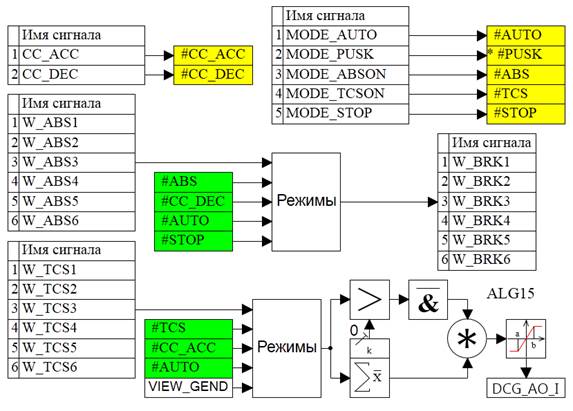 Имя сигнала
1 CC_ACC
2 CC_DEC
#CC_ACC
#CC_DEC
Имя сигнала
1 MODE_AUTO
2 MODE_PUSK
3 MODE_ABSON
4 MODE_TCSON
5 MODE_STOP
#AUTO
* #PUSK
#ABS
#TCS
#STOP
Имя сигнала
1 W_ABS1
2 W_ABS2
3 W_ABS3
4 W_ABS4
5 W_ABS5
6 W_ABS6
#ABS
#CC_DEC
#AUTO
#STOP
Режимы
Имя сигнала
1 W_BRK1
2 W_BRK2
3 W_BRK3
4 W_BRK4
5 W_BRK5
6 W_BRK6
Имя сигнала
1 W_TCS1
2 W_TCS2
3 W_TCS3
4 W_TCS4
5 W_TCS5
6 W_TCS6
#TCS
#CC_ACC
#AUTO
VIEW_GEND
Режимы
>
0
k
∑ x̅
&
*
ALG15
a
b
DCG_AO_I